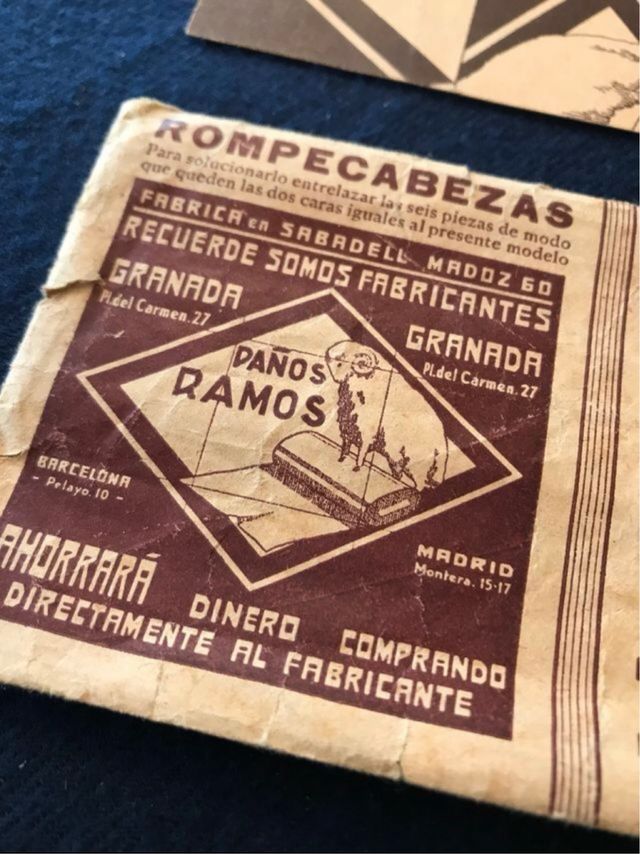 ROMPECABEZAS
Para solucionarlo entrelazar las seis piezas de modo
que queden las dos caras iguales al presente modelo
FABRICA en SABADELL MADOZ 60
RECUERDE SOMOS FABRICANTES
GRANADA
Pl.del Carmen.27
GRANADA
Pl.del Carmen.27
PAÑOS
RAMOS
BARCELONA
- Pelayo.10 -
MADRID
Montera.15-17
AHORRARÁ DINERO COMPRANDO
DIRECTAMENTE AL FABRICANTE